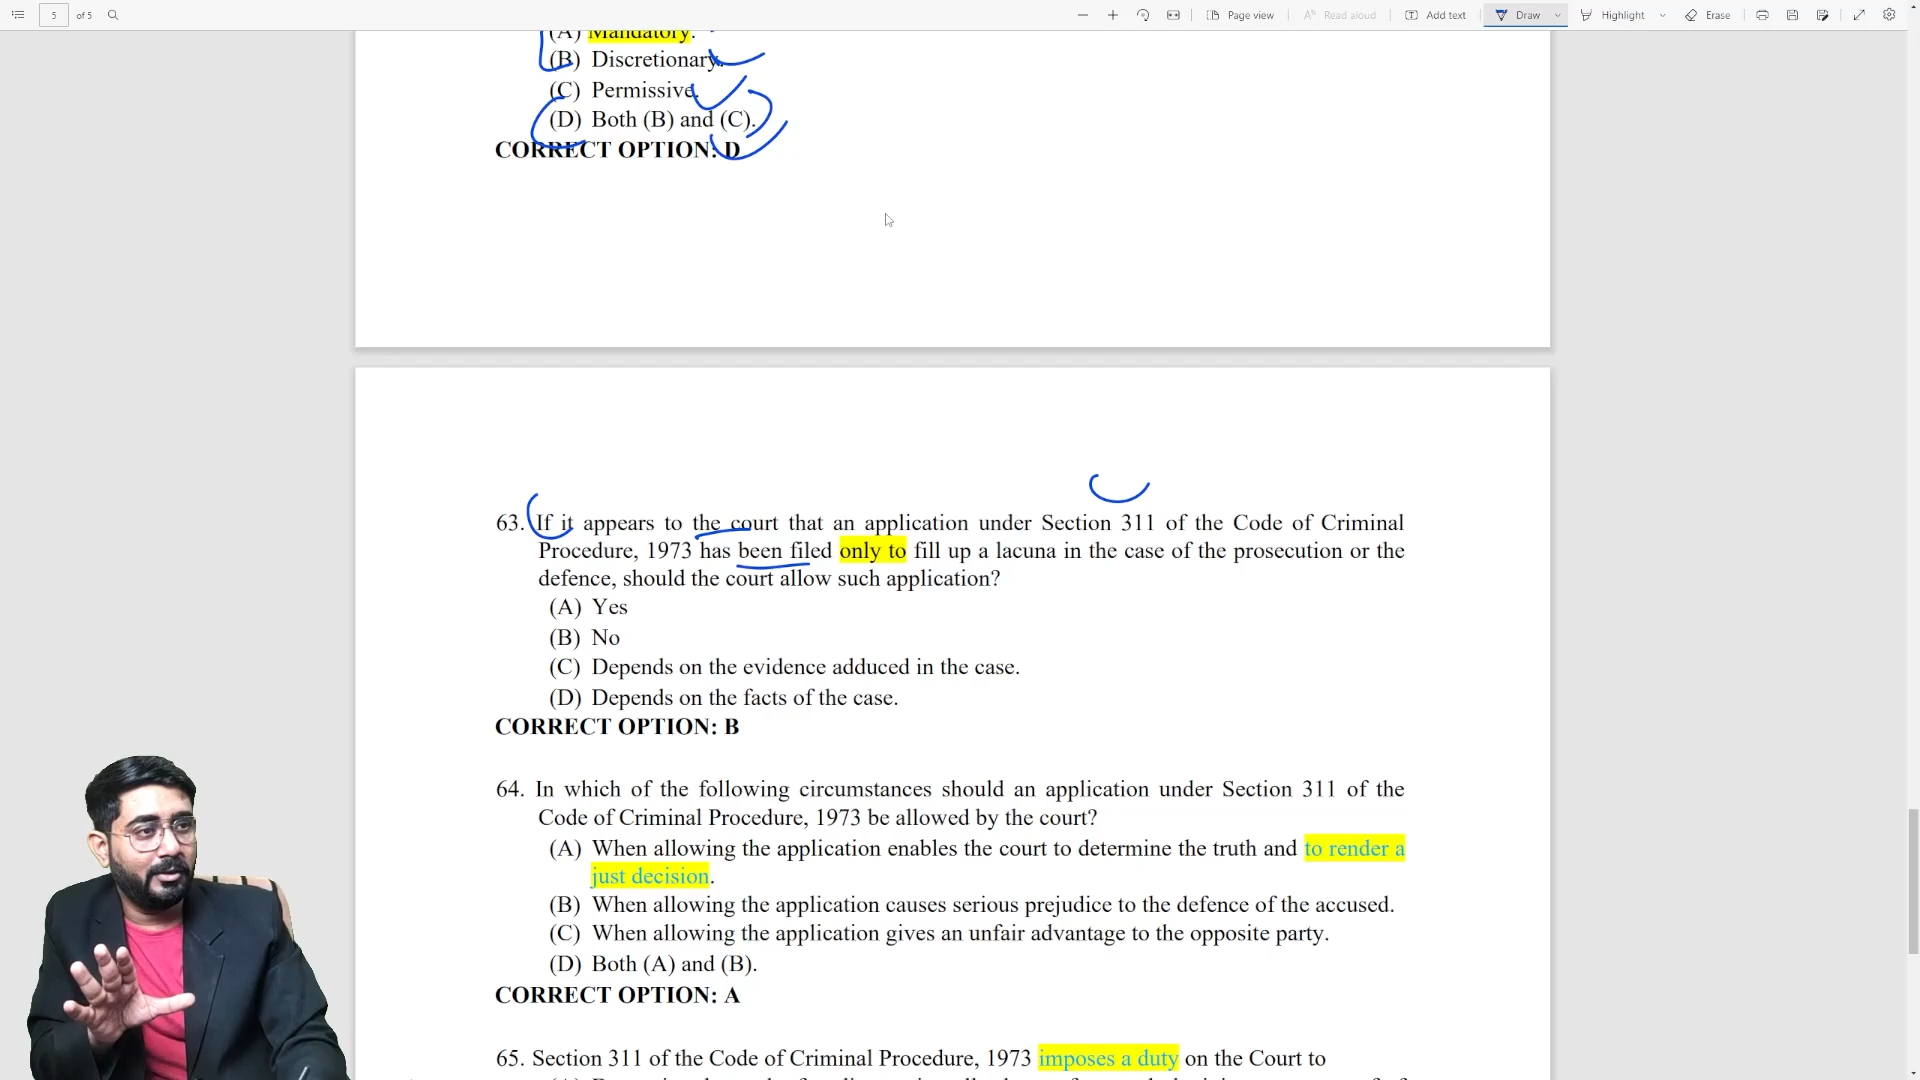 5 of 5 Page view Read aloud Add text Draw Highlight Erase
(A) Mandatory.
(B) Discretionary.
(C) Permissive.
(D) Both (B) and (C).
CORRECT OPTION: D
63. If it appears to the court that an application under Section 311 of the Code of Criminal
Procedure, 1973 has been filed only to fill up a lacuna in the case of the prosecution or the
defence, should the court allow such application?
(A) Yes
(B) No
(C) Depends on the evidence adduced in the case.
(D) Depends on the facts of the case.
CORRECT OPTION: B
64. In which of the following circumstances should an application under Section 311 of the
Code of Criminal Procedure, 1973 be allowed by the court?
(A) When allowing the application enables the court to determine the truth and to render a
just decision.
(B) When allowing the application causes serious prejudice to the defence of the accused.
(C) When allowing the application gives an unfair advantage to the opposite party.
(D) Both (A) and (B).
CORRECT OPTION: A
65. Section 311 of the Code of Criminal Procedure, 1973 imposes a duty on the Court to